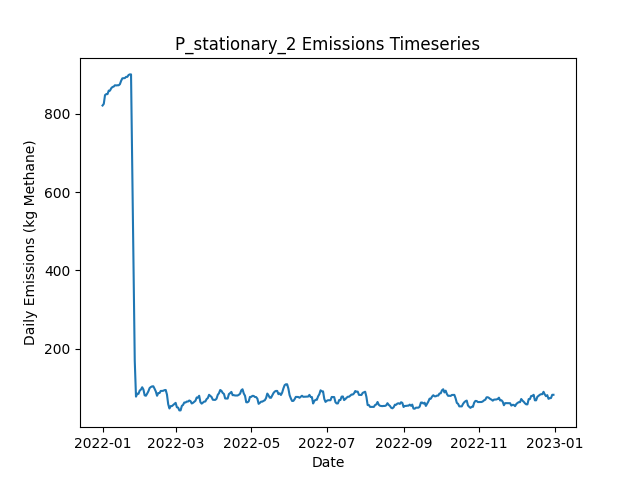 P_stationary_2 Emissions Timeseries
Daily Emissions (kg Methane)
800
600
400
200
2022-01 2022-03 2022-05 2022-07 2022-09 2022-11 2023-01
Date